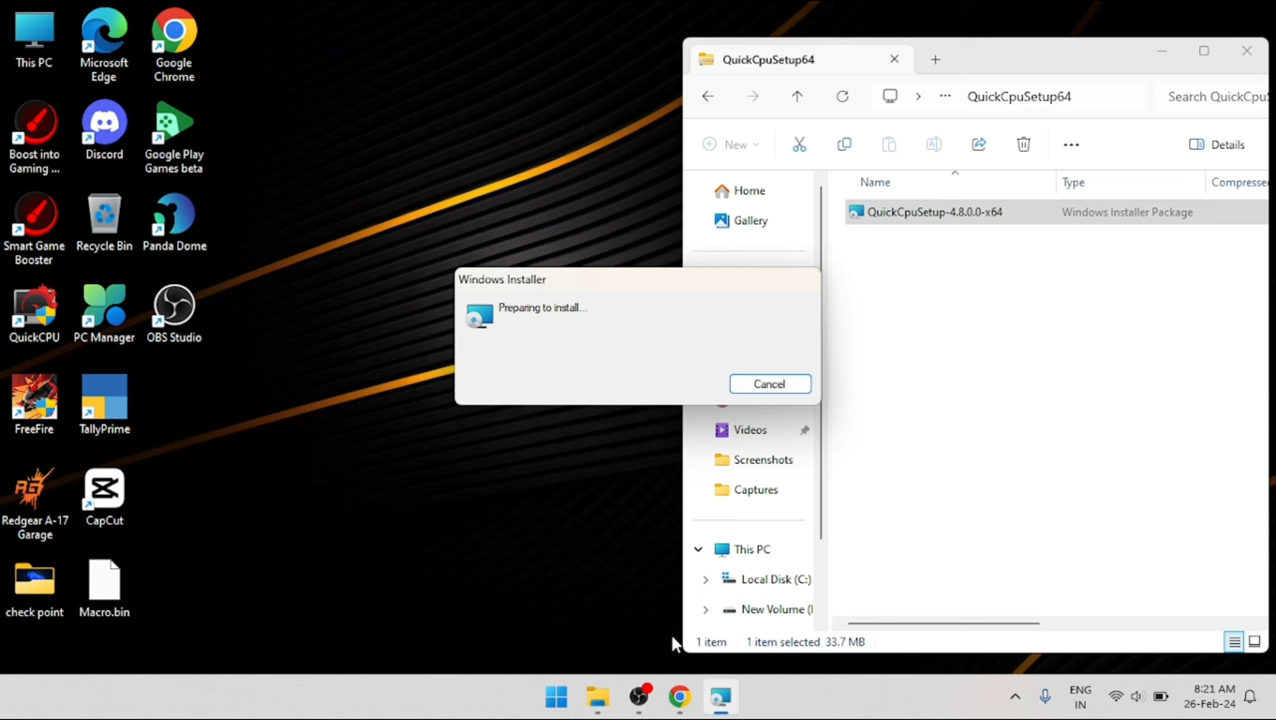 This PC
Microsoft
Edge
Google
Chrome
Boost into
Gaming ...
Discord
Google Play
Games beta
Smart Game
Booster
Recycle Bin
Panda Dome
QuickCPU
PC Manager
OBS Studio
FreeFire
TallyPrime
RG
Redgear A-17
Garage
CapCut
check point
Macro.bin
QuickCpuSetup64
QuickCpuSetup64
Search QuickCpuS
New
Details
Name
Type
Compresse
Home
Gallery
QuickCpuSetup-4.8.0.0-x64
Windows Installer Package
Windows Installer
Preparing to install...
Cancel
Videos
Screenshots
Captures
This PC
Local Disk (C:)
New Volume (
1 item
1 item selected 33.7 MB
ENG
IN
8:21 AM
26-Feb-24